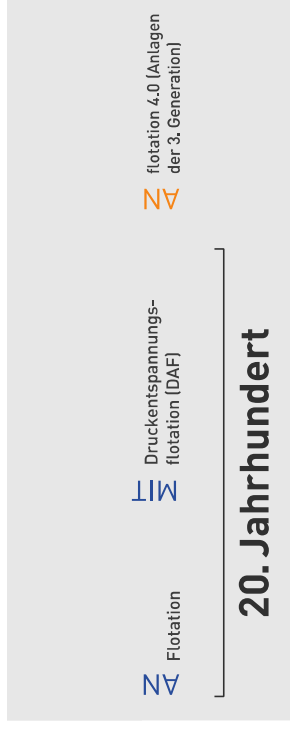 AN
Flotation
MIT
Druckentspannungs-
flotation (DAF)
AN
flotation 4.0 (Anlagen
der 3. Generation)
20. Jahrhundert